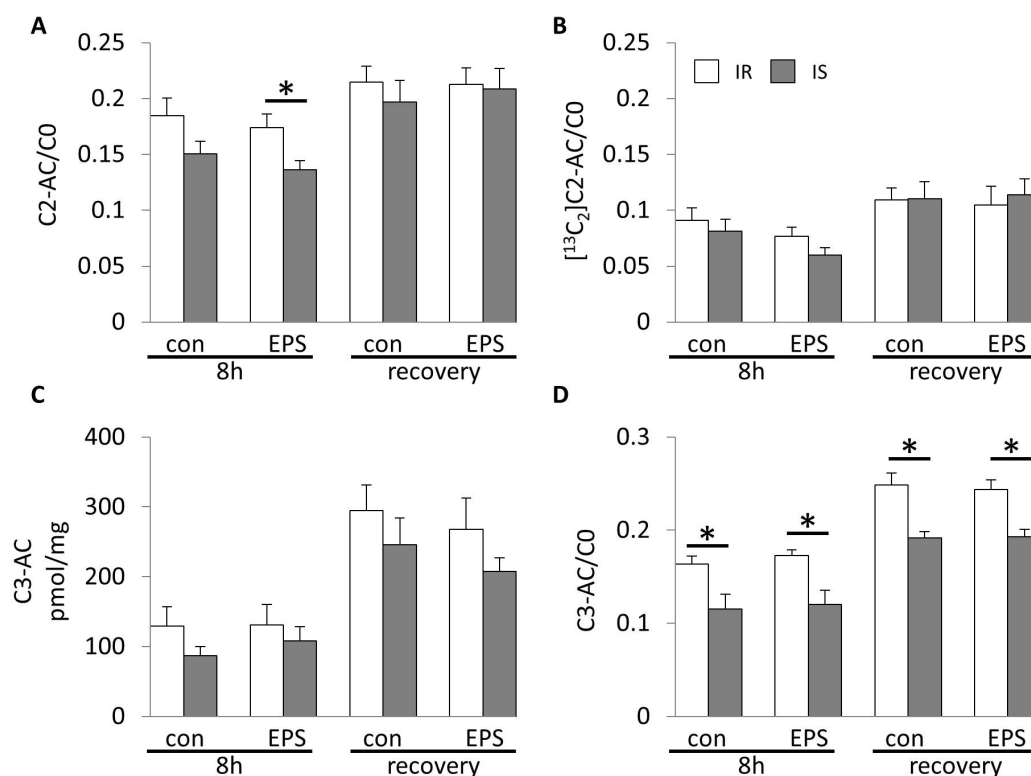 A
C2-AC/C0
0.25
0.2
0.15
0.1
0.05
0
*
con EPS con EPS
8h recovery
B
[¹³C₂]C2-AC/C0
0.25
0.2
0.15
0.1
0.05
0
IR IS
con EPS con EPS
8h recovery
C
C3-AC
pmol/mg
400
300
200
100
0
con EPS con EPS
8h recovery
D
C3-AC/C0
0.3
0.2
0.1
0
* * * *
con EPS con EPS
8h recovery